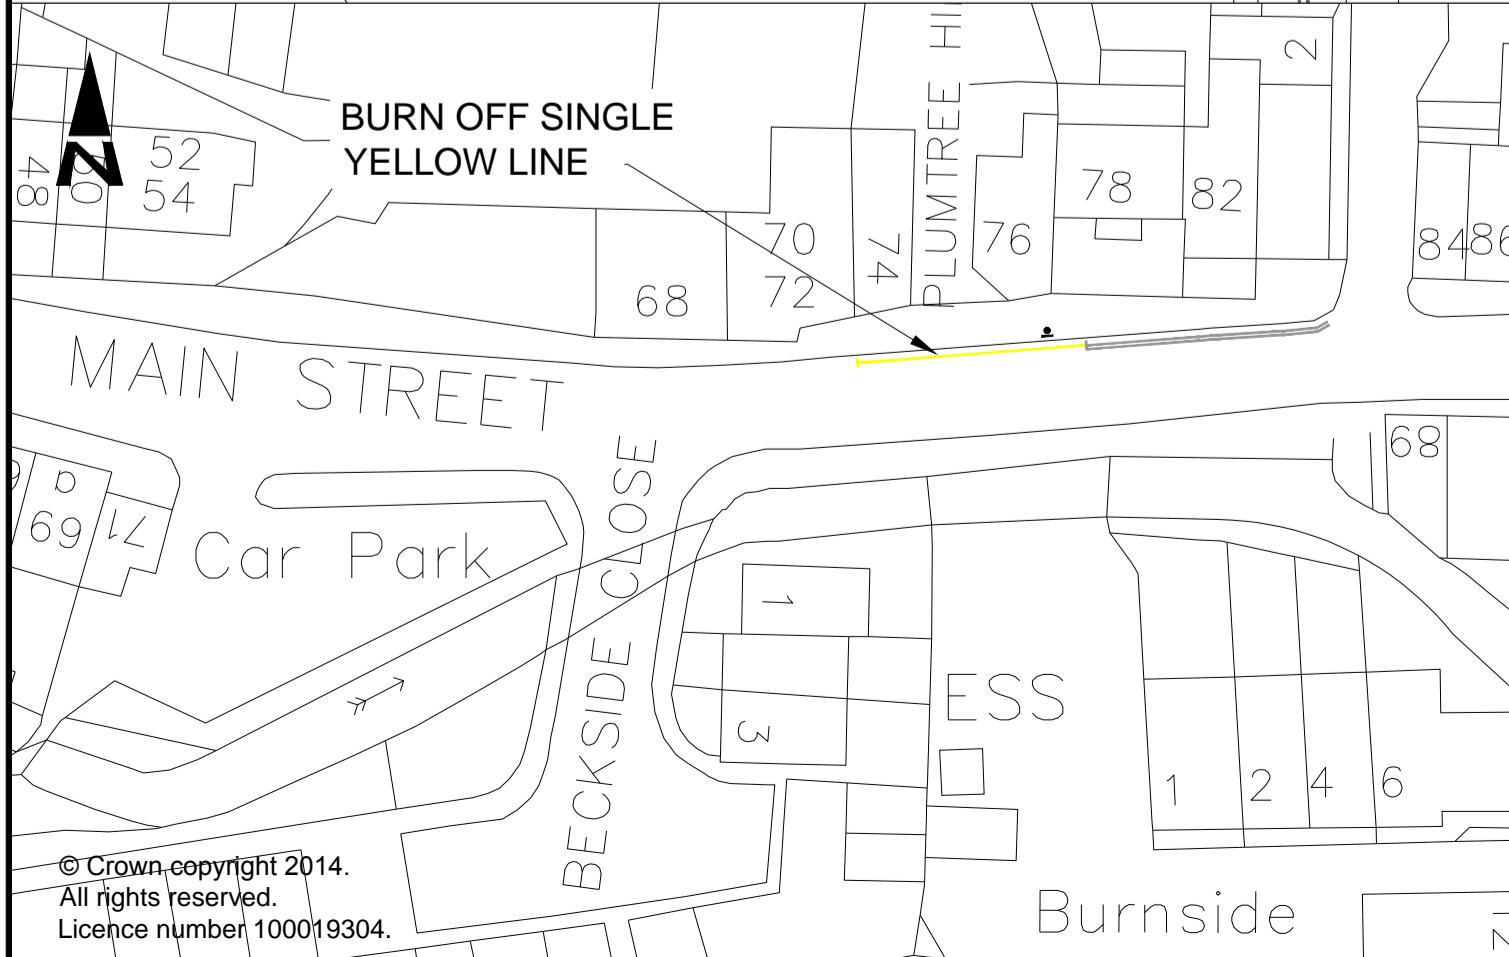 2
PLUMTREE
BURN OFF SINGLE
YELLOW LINE
N
48
52
54
78
82
70
72
74
76
68
84
86
MAIN STREET
68
BECKSIDE CLOSE
a
69
71
Car Park
1
3
ESS
1
2
4
6
Burnside
© Crown copyright 2014.
All rights reserved.
Licence number 100019304.